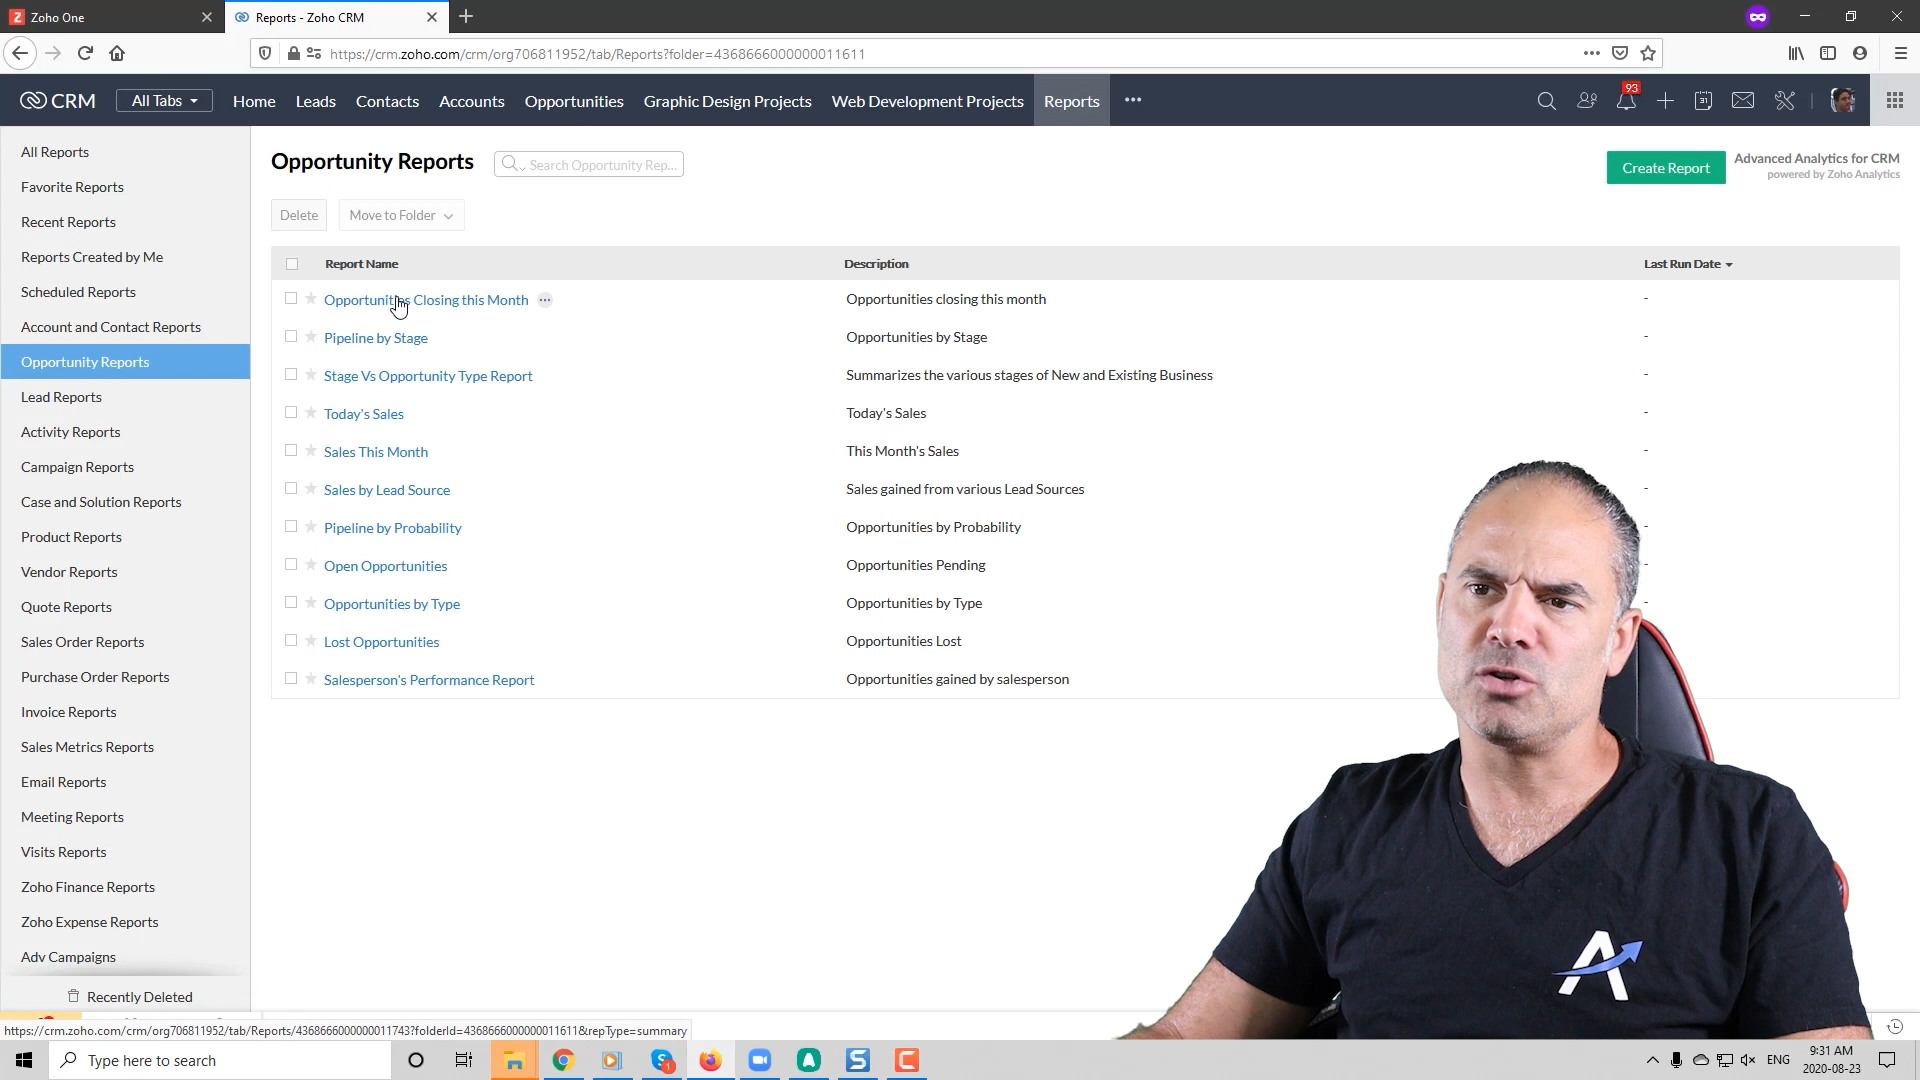 Zoho One
Reports - Zoho CRM
https://crm.zoho.com/crm/org706811952/tab/Reports?folder=4368666000000011611
CRM
All Tabs
Home
Leads
Contacts
Accounts
Opportunities
Graphic Design Projects
Web Development Projects
Reports
93
31
All Reports
Favorite Reports
Recent Reports
Reports Created by Me
Scheduled Reports
Account and Contact Reports
Opportunity Reports
Lead Reports
Activity Reports
Campaign Reports
Case and Solution Reports
Product Reports
Vendor Reports
Quote Reports
Sales Order Reports
Purchase Order Reports
Invoice Reports
Sales Metrics Reports
Email Reports
Meeting Reports
Visits Reports
Zoho Finance Reports
Zoho Expense Reports
Adv Campaigns
Recently Deleted
Opportunity Reports
Search Opportunity Rep...
Create Report
Advanced Analytics for CRM
powered by Zoho Analytics
Delete
Move to Folder
Report Name Description Last Run Date
Opportunities Closing this Month ... Opportunities closing this month -
Pipeline by Stage Opportunities by Stage -
Stage Vs Opportunity Type Report Summarizes the various stages of New and Existing Business -
Today's Sales Today's Sales -
Sales This Month This Month's Sales -
Sales by Lead Source Sales gained from various Lead Sources -
Pipeline by Probability Opportunities by Probability -
Open Opportunities Opportunities Pending -
Opportunities by Type Opportunities by Type -
Lost Opportunities Opportunities Lost
Salesperson's Performance Report Opportunities gained by salesperson
https://crm.zoho.com/crm/org706811952/tab/Reports/4368666000000011743?folderId=4368666000000011611&repType=summary
Type here to search
1
ENG
9:31 AM
2020-08-23